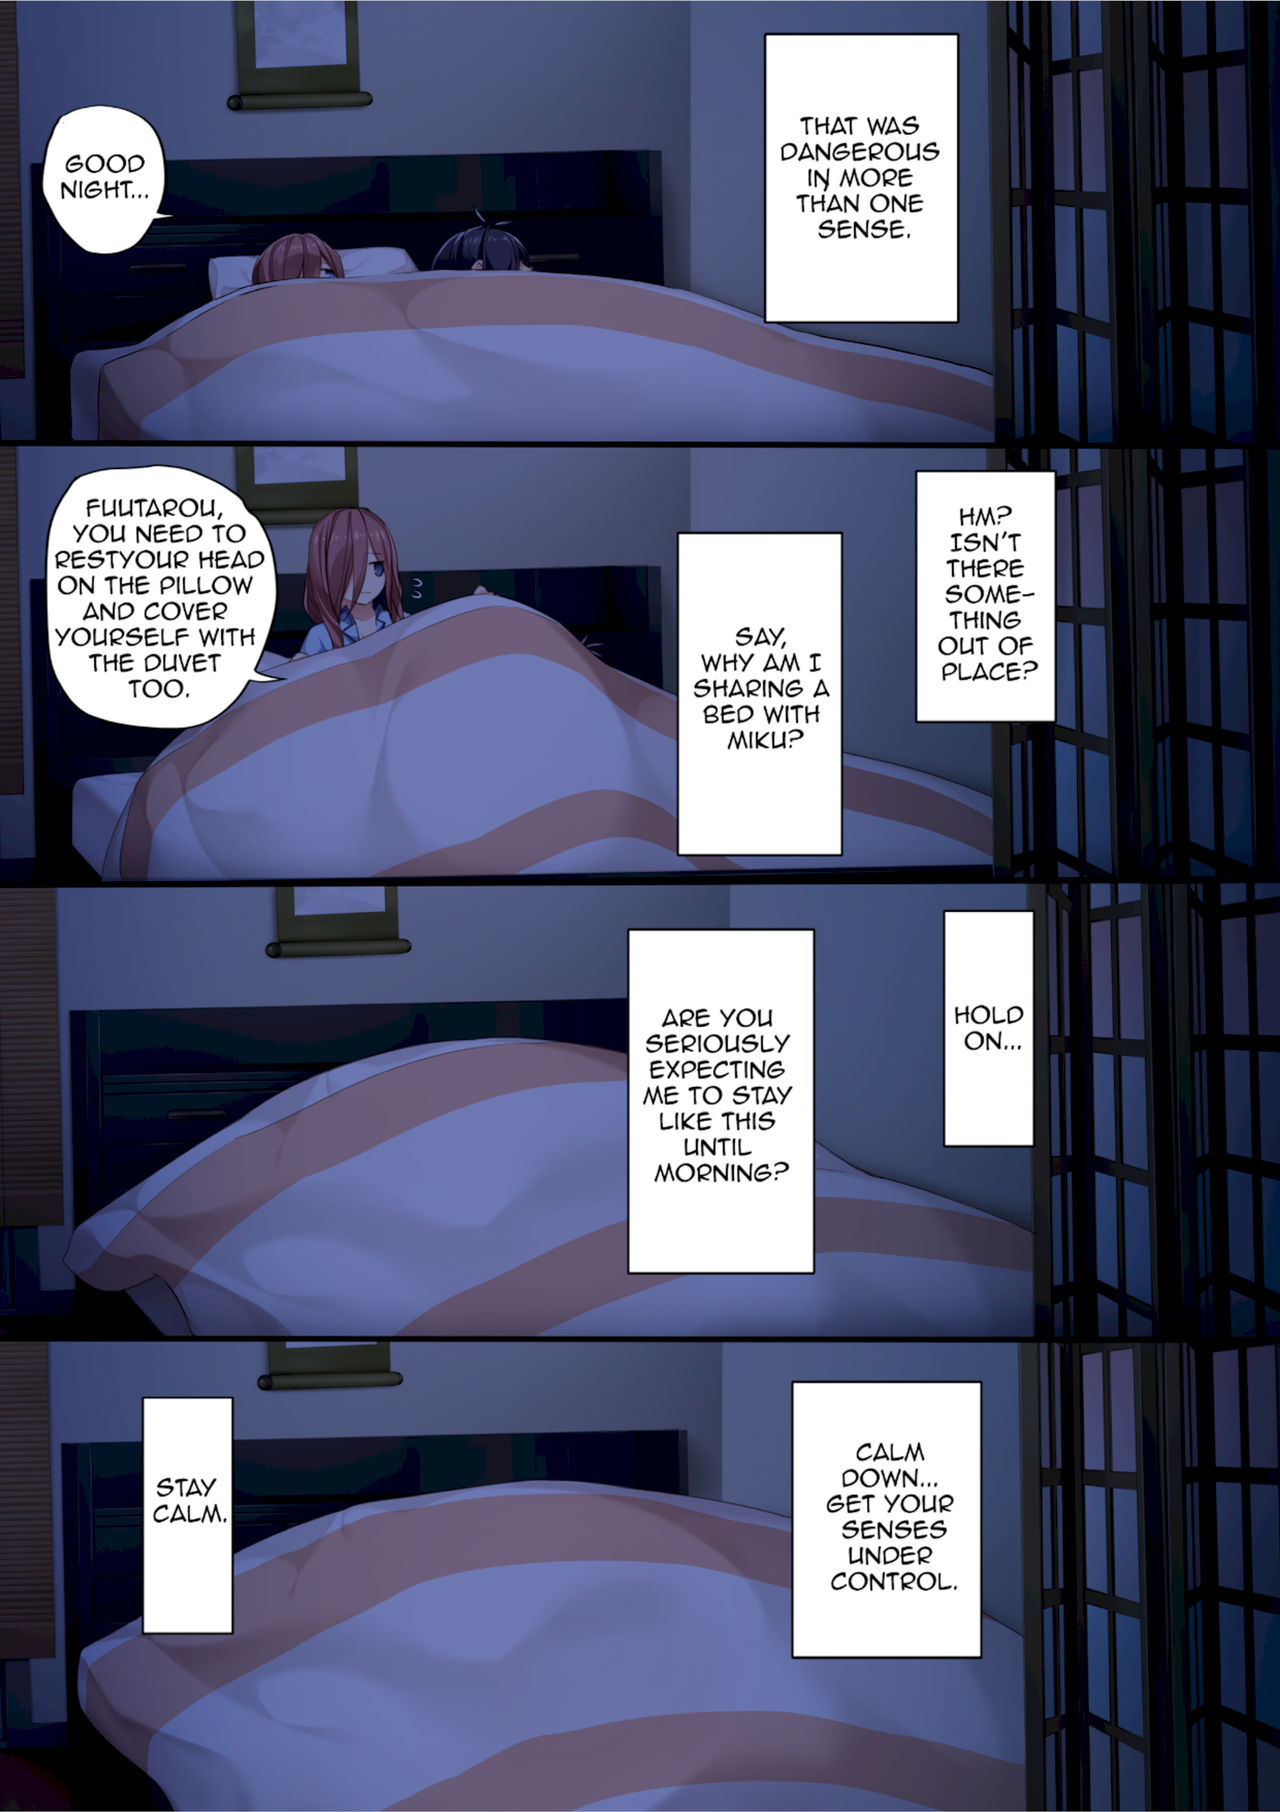 THAT WAS
DANGEROUS
IN MORE
THAN ONE
SENSE.
GOOD
NIGHT...
HM?
ISN'T
THERE
SOME-
THING
OUT OF
PLACE?
SAY,
WHY AM I
SHARING A
BED WITH
MIKU?
FUUTAROU,
YOU NEED TO
RESTYOUR HEAD
ON THE PILLOW
AND COVER
YOURSELF WITH
THE DUVET
TOO.
HOLD
ON...
ARE YOU
SERIOUSLY
EXPECTING
ME TO STAY
LIKE THIS
UNTIL
MORNING?
CALM
DOWN...
GET YOUR
SENSES
UNDER
CONTROL.
STAY
CALM.